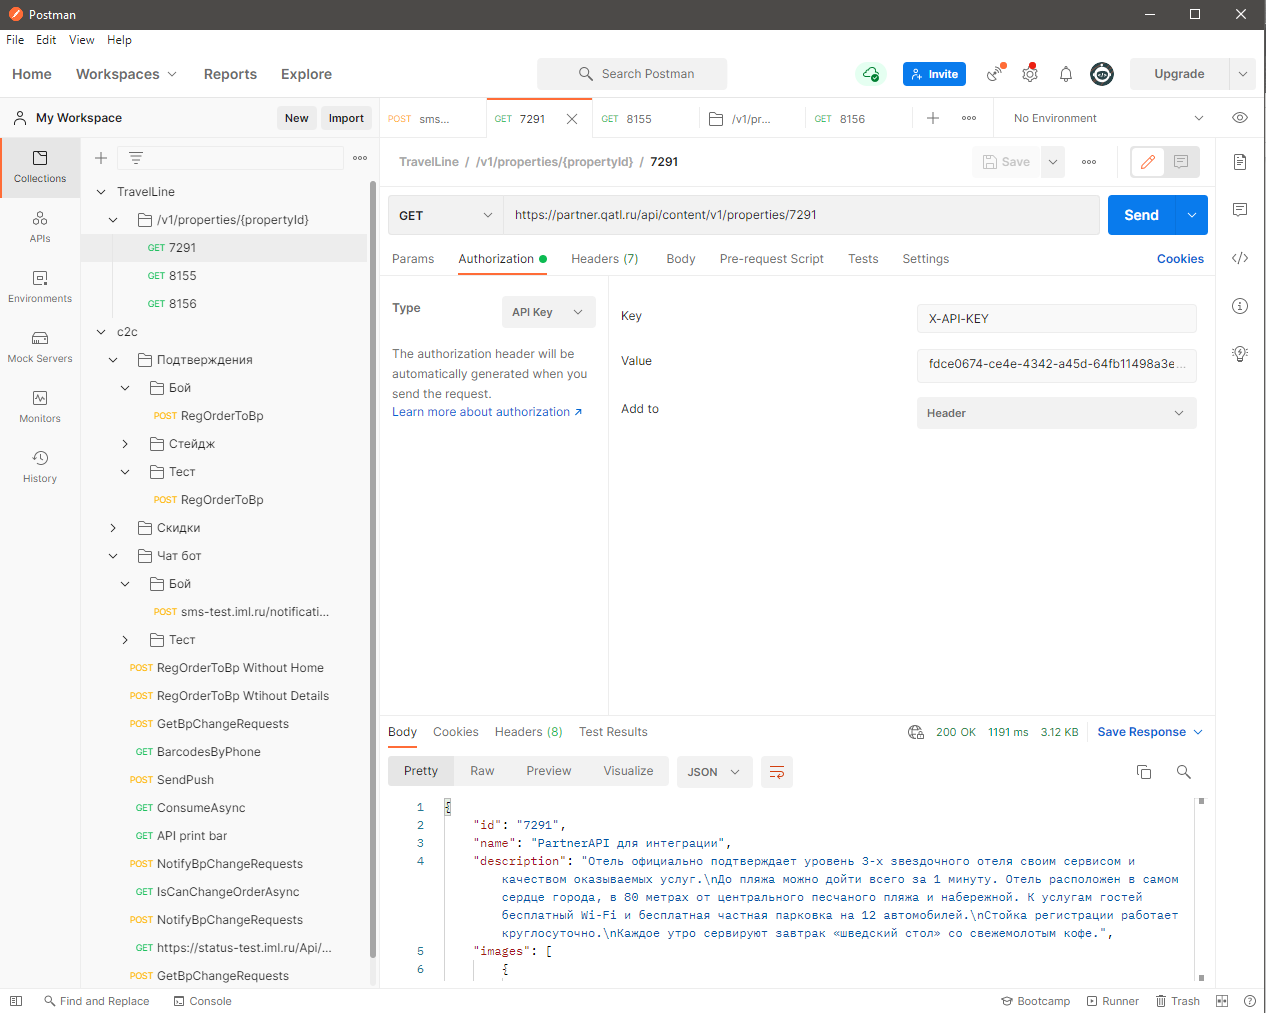 Postman
File Edit View Help
Home Workspaces Reports Explore Search Postman Invite Upgrade
My Workspace New Import
POST sms... GET 7291 GET 8155 /v1/pr... GET 8156 No Environment
Collections
APIs
Environments
Mock Servers
Monitors
History
TravelLine
/v1/properties/{propertyId}
GET 7291
GET 8155
GET 8156
c2c
Подтверждения
Бой
POST RegOrderToBp
Стейдж
Тест
POST RegOrderToBp
Скидки
Чат бот
Бой
POST sms-test.iml.ru/notificati...
Тест
POST RegOrderToBp Without Home
POST RegOrderToBp Wtihout Details
POST GetBpChangeRequests
GET BarcodesByPhone
POST SendPush
GET ConsumeAsync
GET API print bar
POST NotifyBpChangeRequests
GET IsCanChangeOrderAsync
POST NotifyBpChangeRequests
GET https://status-test.iml.ru/Api/...
POST GetBpChangeRequests
TravelLine / /v1/properties/{propertyId} / 7291 Save
GET https://partner.qatl.ru/api/content/v1/properties/7291 Send
Params Authorization Headers (7) Body Pre-request Script Tests Settings Cookies
Type API Key
The authorization header will be
automatically generated when you
send the request.
Learn more about authorization ↗
Key X-API-KEY
Value fdce0674-ce4e-4342-a45d-64fb11498a3e...
Add to Header
Body Cookies Headers (8) Test Results 200 OK 1191 ms 3.12 KB Save Response
Pretty Raw Preview Visualize JSON
1 {
2 "id": "7291",
3 "name": "PartnerAPI для интеграции",
4 "description": "Отель официально подтверждает уровень 3-х звездочного отеля своим сервисом и
качеством оказываемых услуг.\nДо пляжа можно дойти всего за 1 минуту. Отель расположен в самом
сердце города, в 80 метрах от центрального песчаного пляжа и набережной. К услугам гостей
бесплатный Wi-Fi и бесплатная частная парковка на 12 автомобилей.\nСтойка регистрации работает
круглосуточно.\nКаждое утро сервируют завтрак «шведский стол» со свежемолотым кофе.",
5 "images": [
6 {
Find and Replace Console Bootcamp Runner Trash